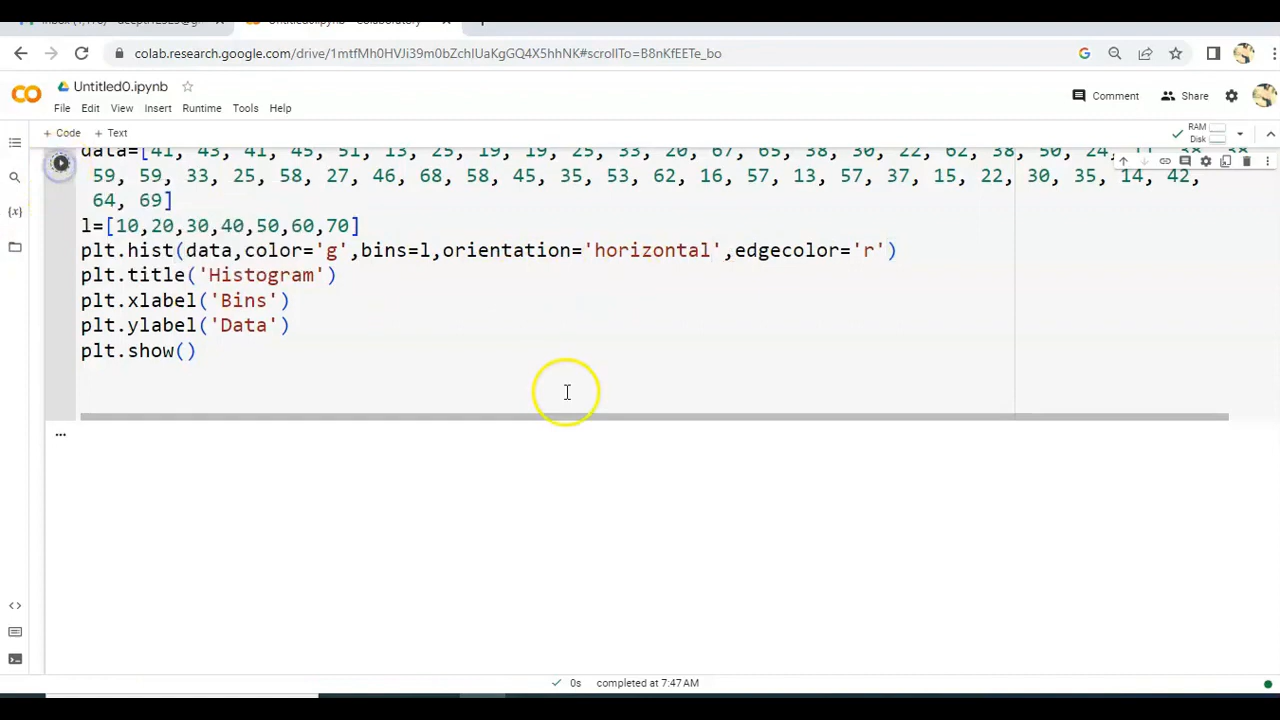 colab.research.google.com/drive/1mtfMh0HVJi39m0bZchIUaKgGQ4X5hhNK#scrollTo=B8nKfEETe_bo
Untitled0.ipynb
File Edit View Insert Runtime Tools Help
Comment
Share
+ Code + Text
RAM
Disk
data=[41, 43, 41, 45, 51, 13, 25, 19, 19, 25, 33, 20, 67, 65, 38, 30, 22, 62, 38, 50, 24,
59, 59, 33, 25, 58, 27, 46, 68, 58, 45, 35, 53, 62, 16, 57, 13, 57, 37, 15, 22, 30, 35, 14, 42,
64, 69]
l=[10,20,30,40,50,60,70]
plt.hist(data,color='g',bins=l,orientation='horizontal',edgecolor='r')
plt.title('Histogram')
plt.xlabel('Bins')
plt.ylabel('Data')
plt.show()
...
0s completed at 7:47 AM